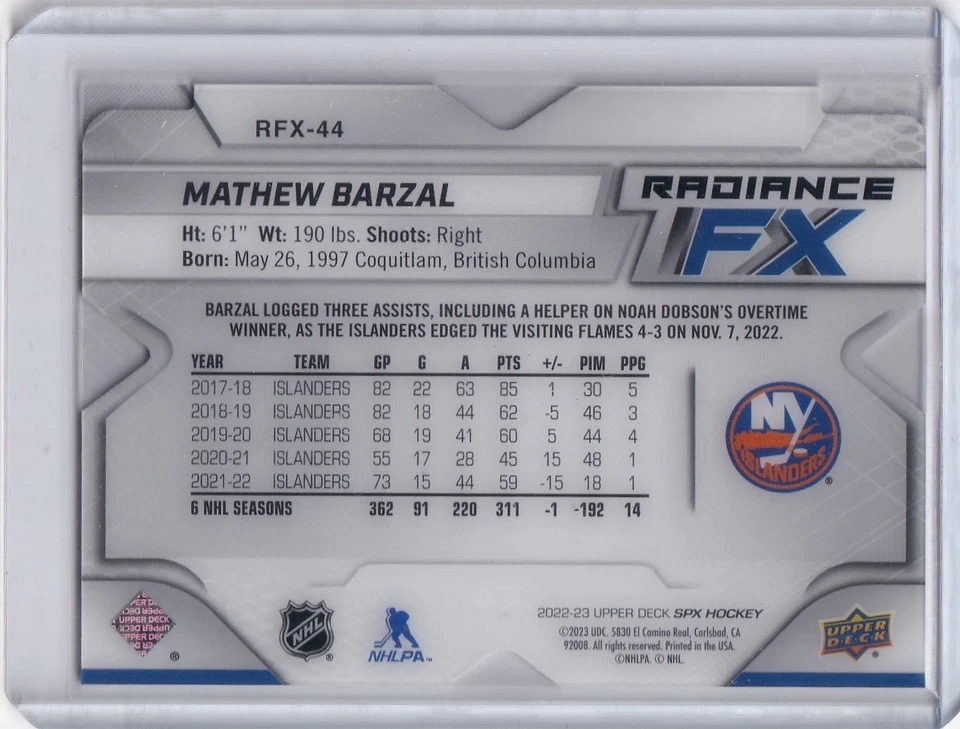 RFX-44
MATHEW BARZAL
RADIANCE
FX
Ht: 6'1" Wt: 190 lbs. Shoots: Right
Born: May 26, 1997 Coquitlam, British Columbia
BARZAL LOGGED THREE ASSISTS, INCLUDING A HELPER ON NOAH DOBSON'S OVERTIME
WINNER, AS THE ISLANDERS EDGED THE VISITING FLAMES 4-3 ON NOV. 7, 2022.
YEAR TEAM GP G A PTS +/- PIM PPG
2017-18 ISLANDERS 82 22 63 85 1 30 5
2018-19 ISLANDERS 82 18 44 62 -5 46 3
2019-20 ISLANDERS 68 19 41 60 5 44 4
2020-21 ISLANDERS 55 17 28 45 15 48 1
2021-22 ISLANDERS 73 15 44 59 -15 18 1
6 NHL SEASONS 362 91 220 311 -1 -192 14
NY
ISLANDERS
®
UPPER DECK
®
NHL
®
NHLPA™
2022-23 UPPER DECK SPX HOCKEY
©2023 UDC. 5830 El Camino Real, Carlsbad, CA
92008. All rights reserved. Printed in the USA.
©NHLPA. © NHL.
UPPER
DECK
®